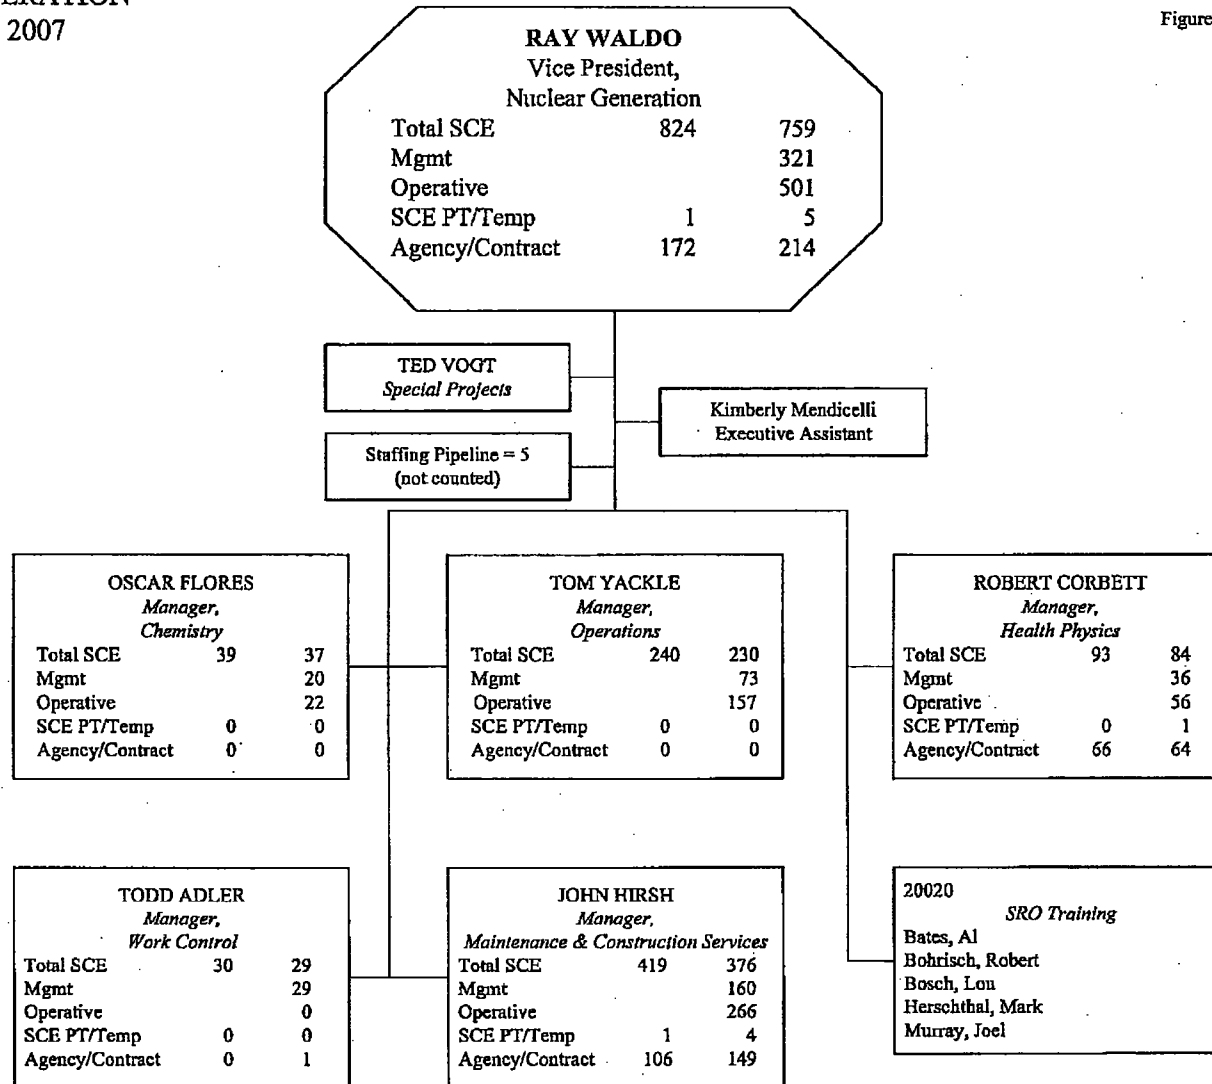 2007
Figure
RAY WALDO
Vice President,
Nuclear Generation
Total SCE 824 759
Mgmt 321
Operative 501
SCE PT/Temp 1 5
Agency/Contract 172 214
TED VOGT
Special Projects
Kimberly Mendicelli
Executive Assistant
Staffing Pipeline = 5
(not counted)
OSCAR FLORES
Manager,
Chemistry
Total SCE 39 37
Mgmt 20
Operative 22
SCE PT/Temp 0 0
Agency/Contract 0 0
TOM YACKLE
Manager,
Operations
Total SCE 240 230
Mgmt 73
Operative 157
SCE PT/Temp 0 0
Agency/Contract 0 0
ROBERT CORBETT
Manager,
Health Physics
Total SCE 93 84
Mgmt 36
Operative 56
SCE PT/Temp 0 1
Agency/Contract 66 64
TODD ADLER
Manager,
Work Control
Total SCE 30 29
Mgmt 29
Operative 0
SCE PT/Temp 0 0
Agency/Contract 0 1
JOHN HIRSH
Manager,
Maintenance & Construction Services
Total SCE 419 376
Mgmt 160
Operative 266
SCE PT/Temp 1 4
Agency/Contract 106 149
20020
SRO Training
Bates, Al
Bohrisch, Robert
Bosch, Lou
Herschthal, Mark
Murray, Joel